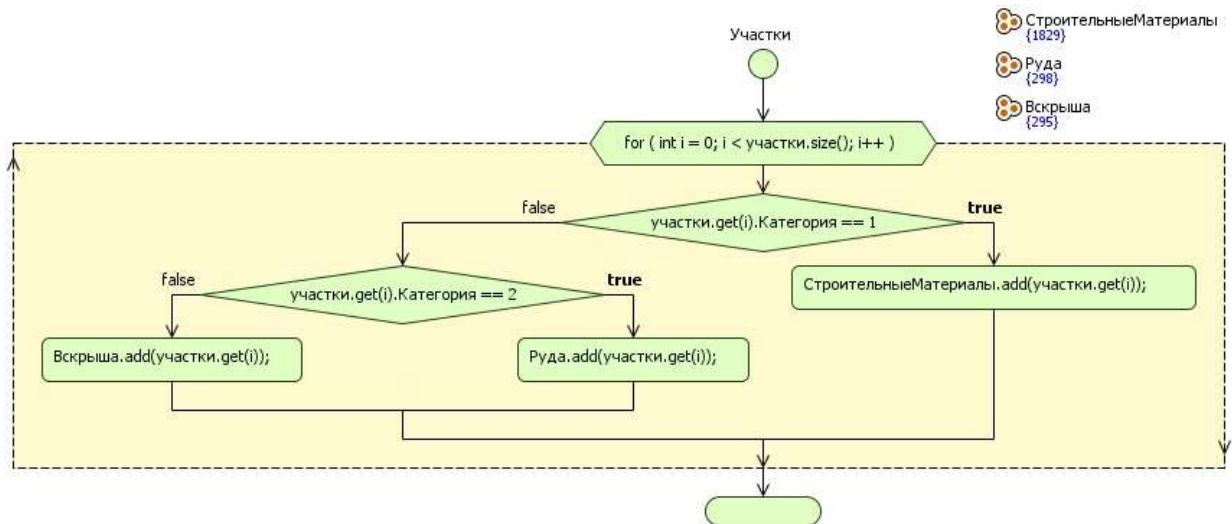 СтроительныеМатериалы
{1829}
Участки
Руда
{298}
Вскрыша
{295}
for ( int i = 0; i < участки.size(); i++ )
false
true
участки.get(i).Категория == 1
false
true
участки.get(i).Категория == 2
СтроительныеМатериалы.add(участки.get(i));
Вскрыша.add(участки.get(i));
Руда.add(участки.get(i));